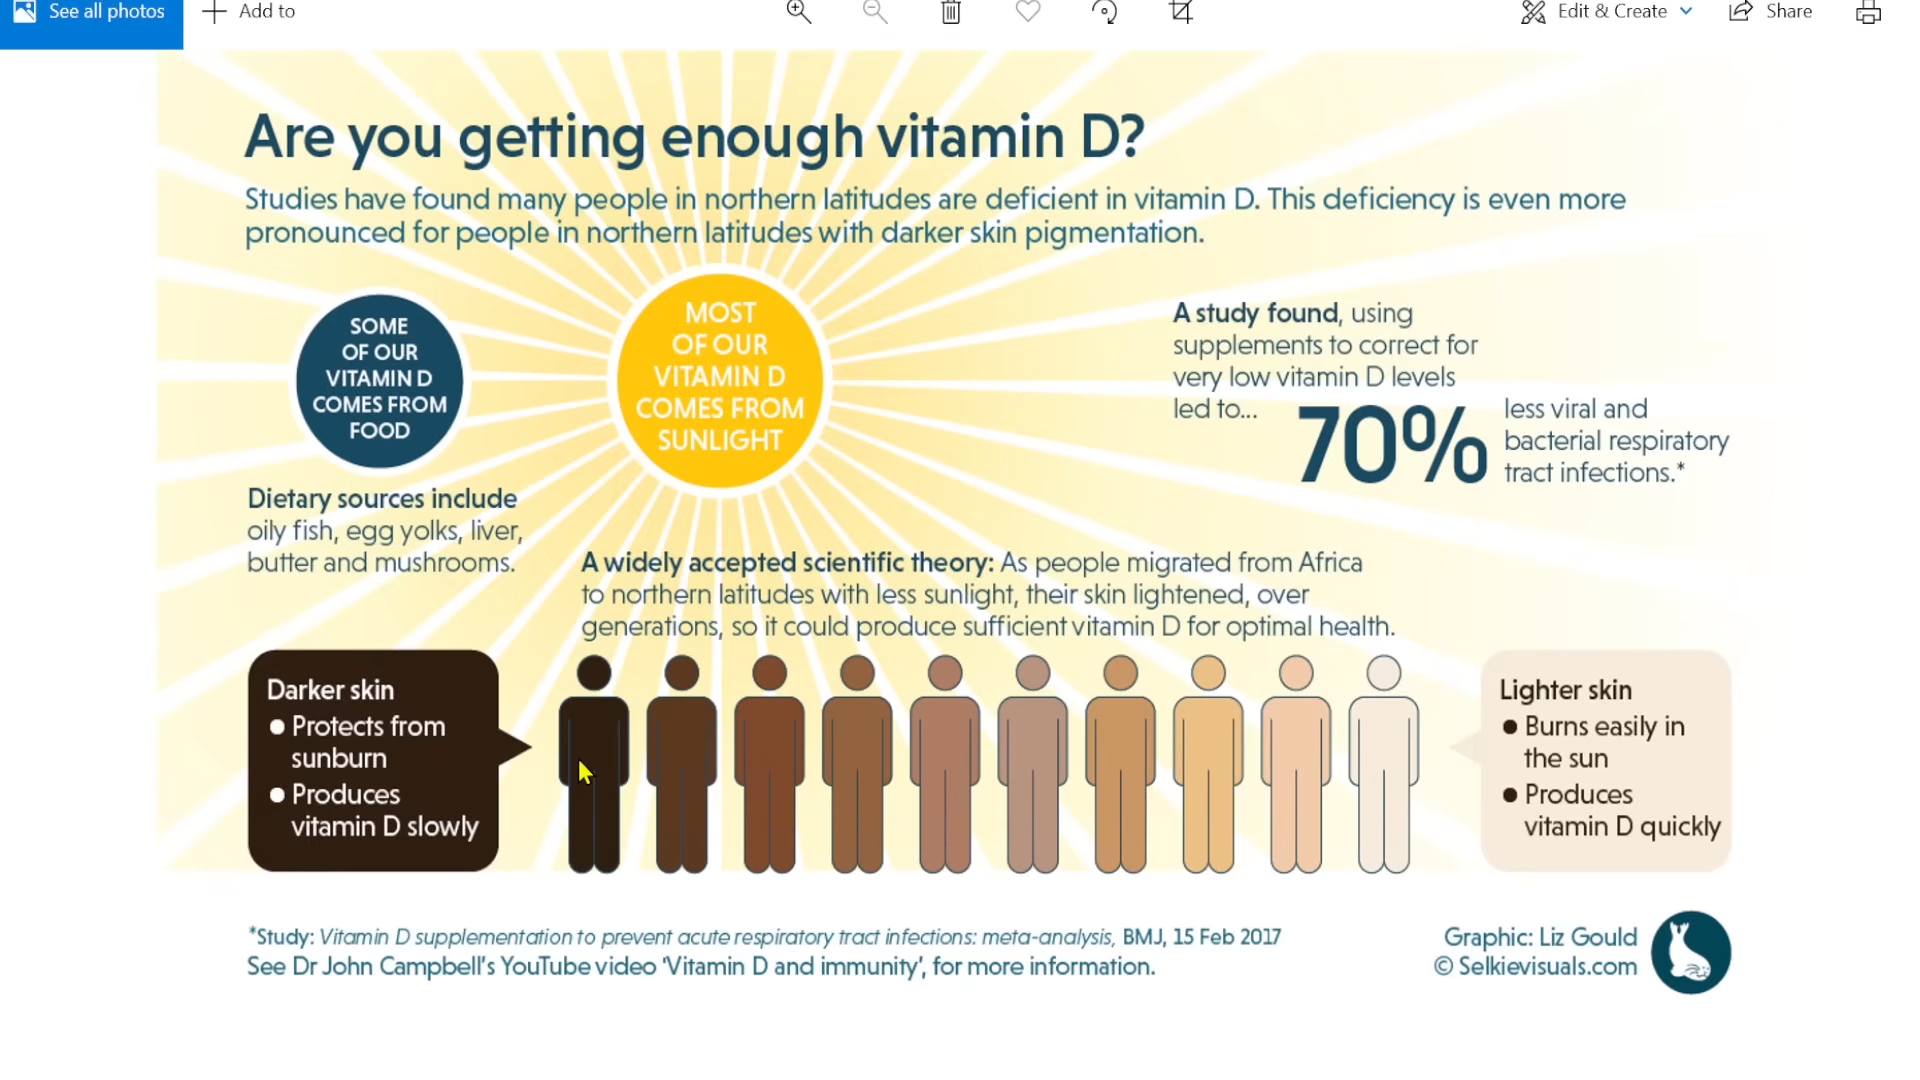 See all photos
Add to
Edit & Create
Share
Are you getting enough vitamin D?
Studies have found many people in northern latitudes are deficient in vitamin D. This deficiency is even more
pronounced for people in northern latitudes with darker skin pigmentation.
SOME
OF OUR
VITAMIN D
COMES FROM
FOOD
Dietary sources include
oily fish, egg yolks, liver,
butter and mushrooms.
MOST
OF OUR
VITAMIN D
COMES FROM
SUNLIGHT
A study found, using
supplements to correct for
very low vitamin D levels
led to...
70%
less viral and
bacterial respiratory
tract infections.*
A widely accepted scientific theory: As people migrated from Africa
to northern latitudes with less sunlight, their skin lightened, over
generations, so it could produce sufficient vitamin D for optimal health.
Darker skin
● Protects from
sunburn
● Produces
vitamin D slowly
Lighter skin
● Burns easily in
the sun
● Produces
vitamin D quickly
*Study: Vitamin D supplementation to prevent acute respiratory tract infections: meta-analysis, BMJ, 15 Feb 2017
See Dr John Campbell's YouTube video 'Vitamin D and immunity', for more information.
Graphic: Liz Gould
© Selkievisuals.com